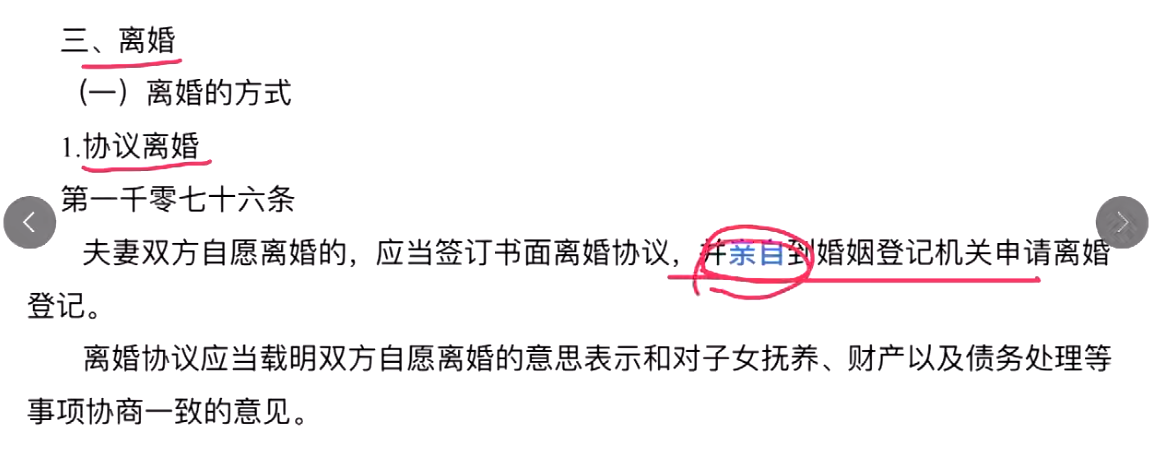 三、离婚
（一）离婚的方式
1.协议离婚
第一千零七十六条
夫妻双方自愿离婚的，应当签订书面离婚协议，并亲自到婚姻登记机关申请离婚
登记。
离婚协议应当载明双方自愿离婚的意思表示和对子女抚养、财产以及债务处理等
事项协商一致的意见。